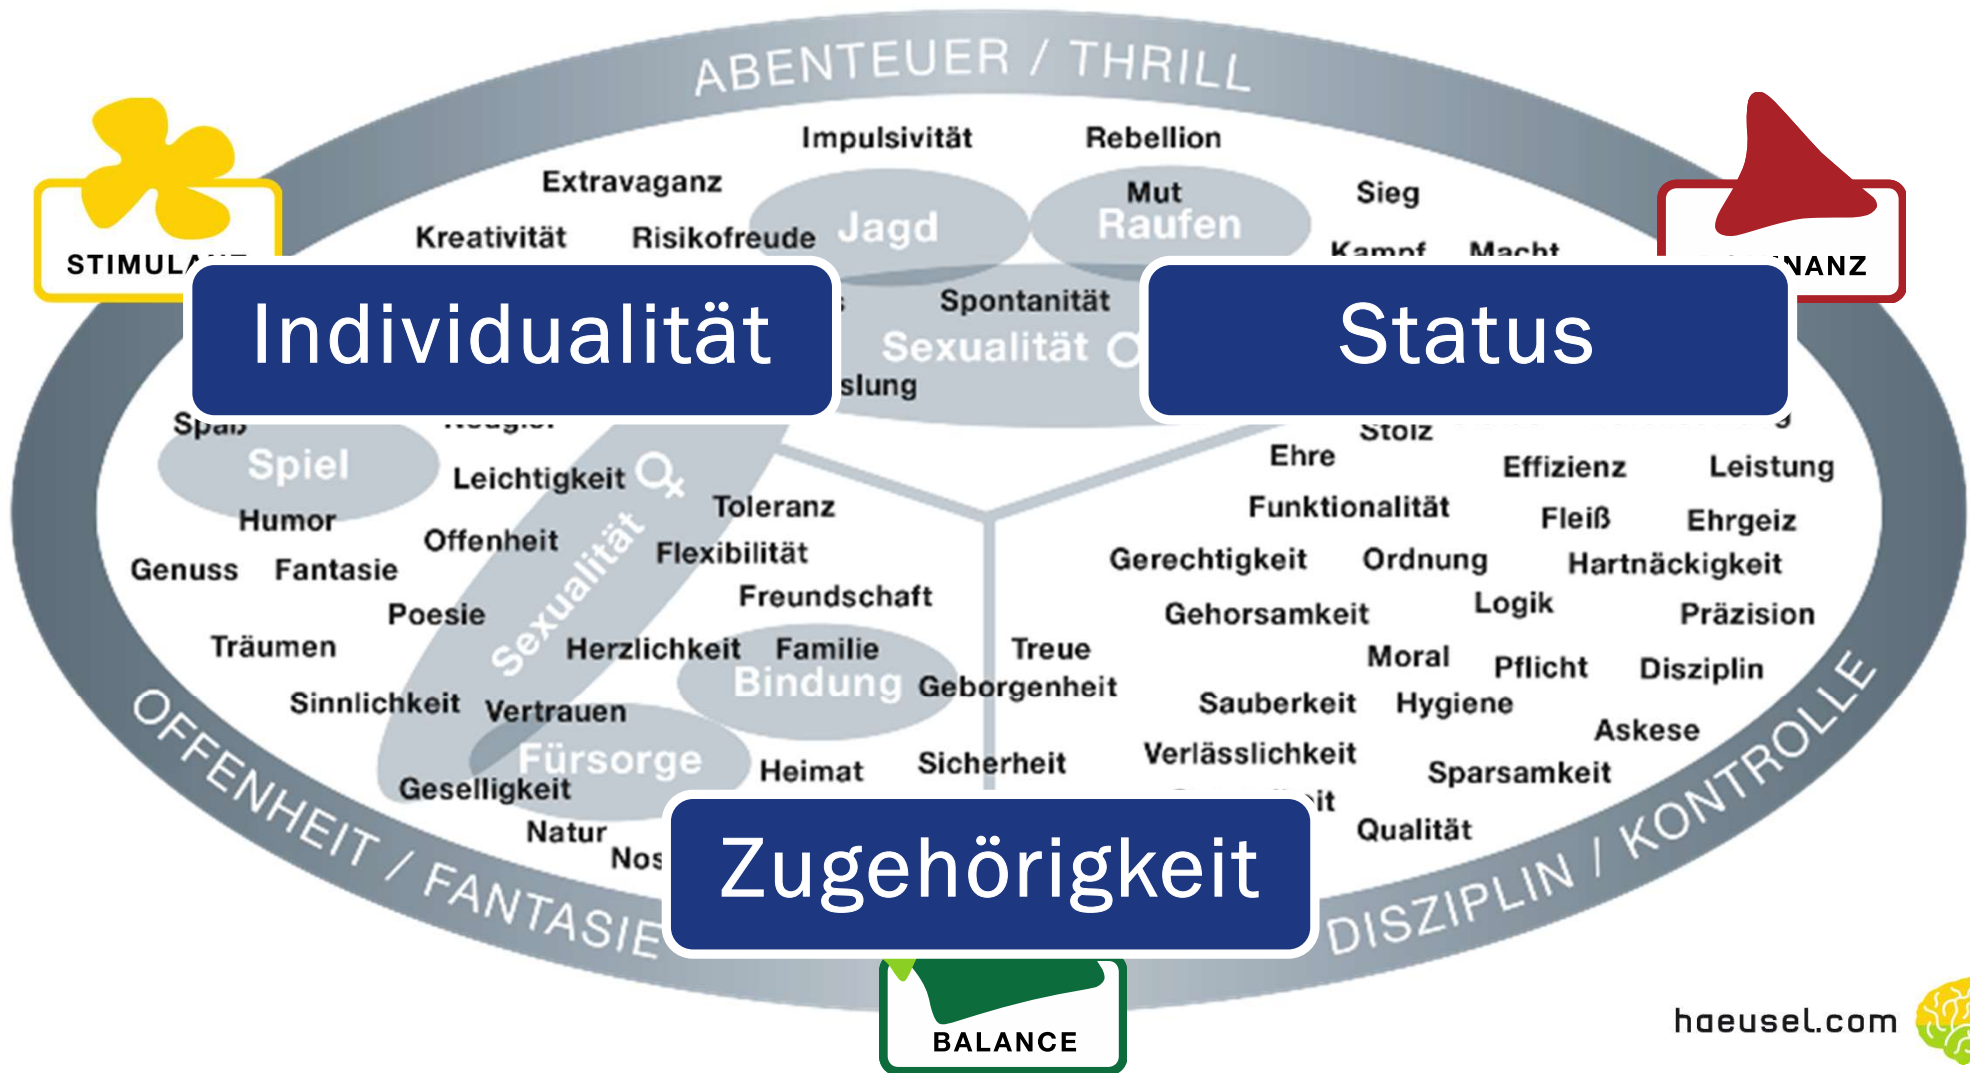 ABENTEUER / THRILL
Impulsivität
Rebellion
Extravaganz
Mut
Sieg
Kreativität
Risikofreude
Jagd
Raufen
Kampf
Macht
Individualität
Status
Spontanität
Sexualität ♂
Spaß
Stolz
Spiel
Leichtigkeit
♀
Ehre
Effizienz
Leistung
Humor
Toleranz
Funktionalität
Fleiß
Ehrgeiz
Offenheit
Sexualität
Flexibilität
Gerechtigkeit
Ordnung
Hartnäckigkeit
Genuss
Fantasie
Freundschaft
Logik
Poesie
Gehorsamkeit
Präzision
Träumen
Herzlichkeit
Familie
Treue
Moral
Pflicht
Disziplin
Bindung
Geborgenheit
Sinnlichkeit
Vertrauen
Sauberkeit
Hygiene
Askese
Fürsorge
Heimat
Sicherheit
Verlässlichkeit
Sparsamkeit
Geselligkeit
Natur
Qualität
Zugehörigkeit
OFFENHEIT / FANTASIE
DISZIPLIN / KONTROLLE
BALANCE
haeusel.com